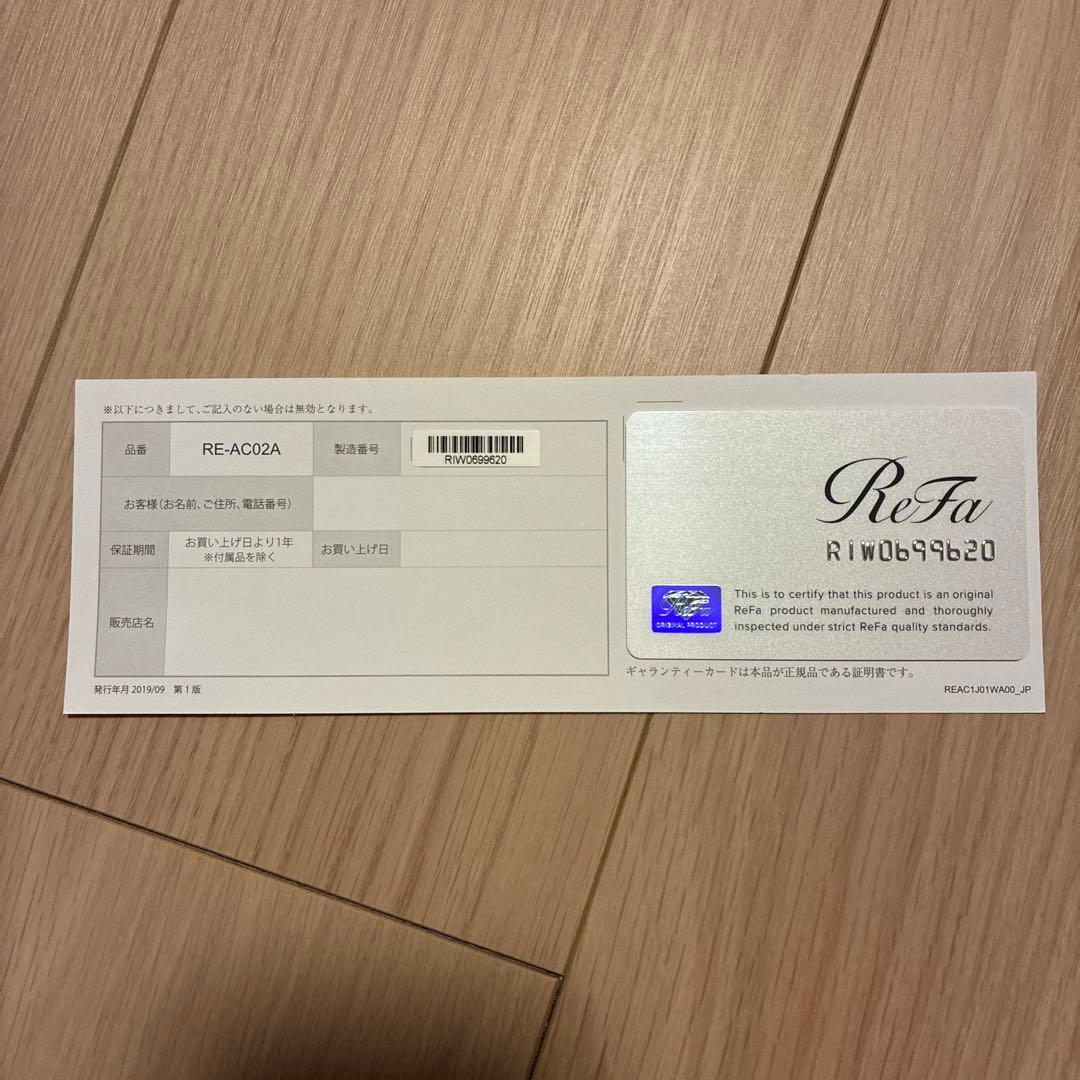 ※以下につきまして、ご記入のない場合は無効となります。
品番 RE-AC02A 製造番号 RIW0699620
お客様(お名前、ご住所、電話番号)
保証期間 お買い上げ日より1年 お買い上げ日
※付属品を除く
販売店名
発行年月 2019/09 第1版
ReFa
RIW0699620
ReFa
ORIGINAL PRODUCT
This is to certify that this product is an original
ReFa product manufactured and thoroughly
inspected under strict ReFa quality standards.
ギャランティーカードは本品が正規品である証明書です。
REAC1J01WA00_JP